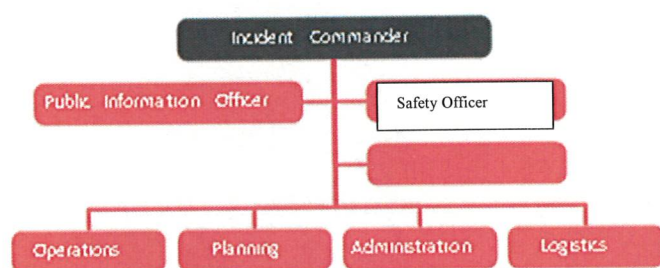 Incident Commander
Public Information Officer
Safety Officer
Operations
Planning
Administration
Logistics